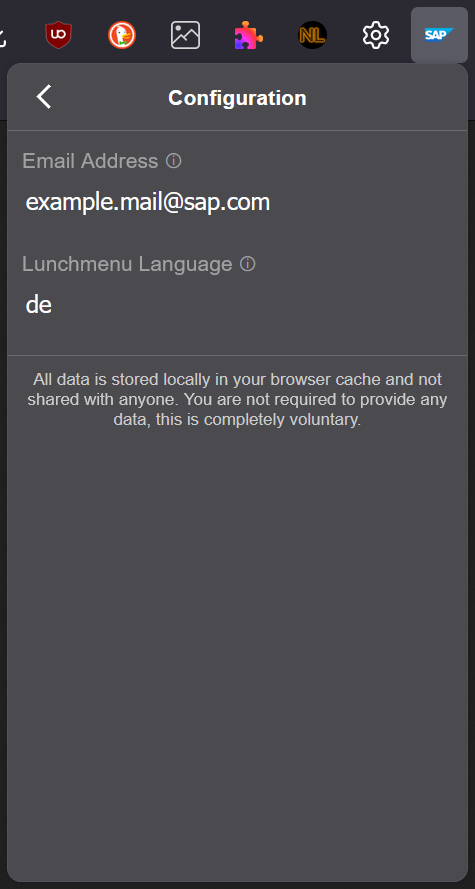 UO
NL
SAP
Configuration
Email Address
example.mail@sap.com
Lunchmenu Language
de
All data is stored locally in your browser cache and not
shared with anyone. You are not required to provide any
data, this is completely voluntary.